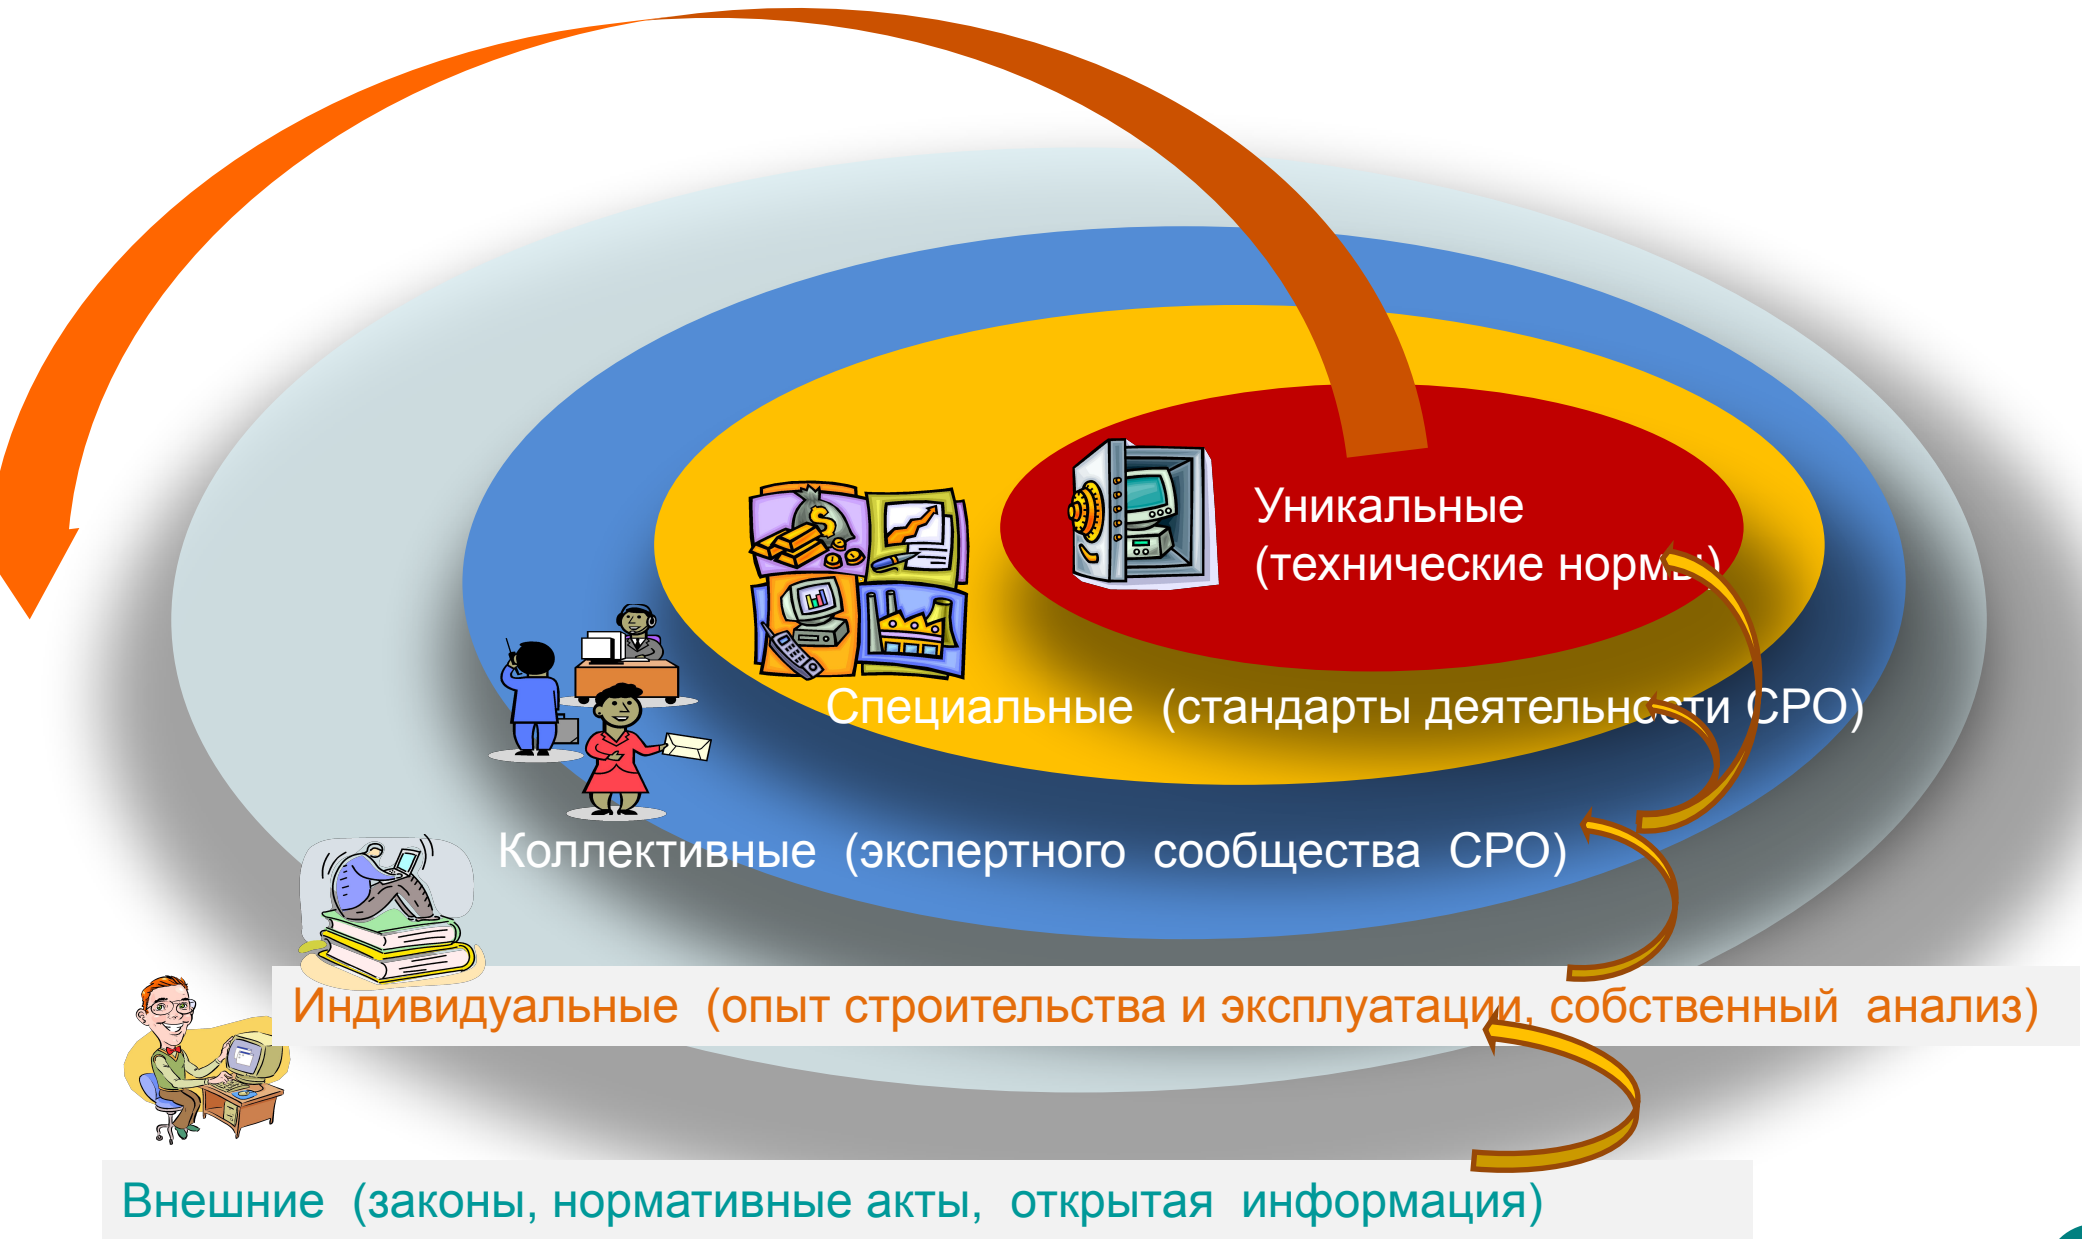 Уникальные
(технические нормы)
Специальные (стандарты деятельности СРО)
Коллективные (экспертного сообщества СРО)
Индивидуальные (опыт строительства и эксплуатации, собственный анализ)
Внешние (законы, нормативные акты, открытая информация)